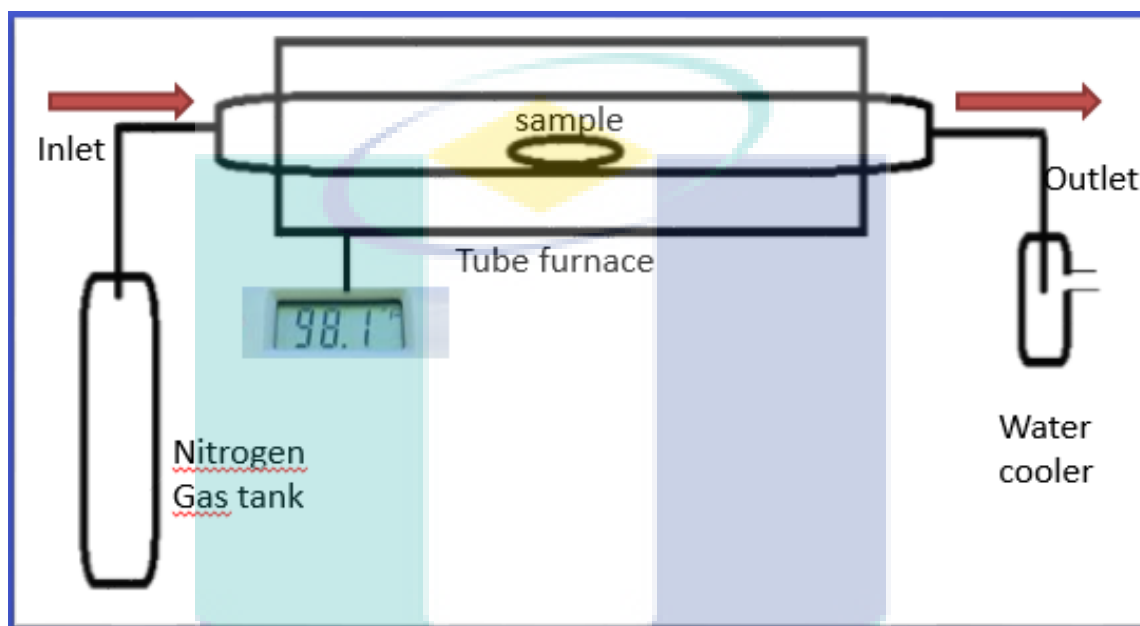 sample
Inlet
Outlet
Tube furnace
98.1 °F
Nitrogen
Gas tank
Water
cooler